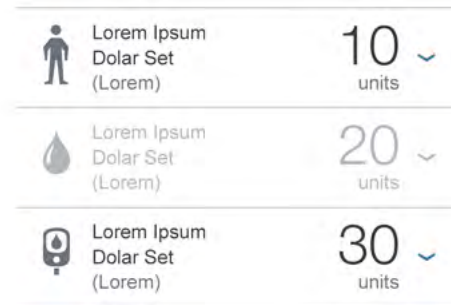 Lorem Ipsum
Dolar Set
(Lorem)
10
units
Lorem Ipsum
Dolar Set
(Lorem)
20
units
Lorem Ipsum
Dolar Set
(Lorem)
30
units